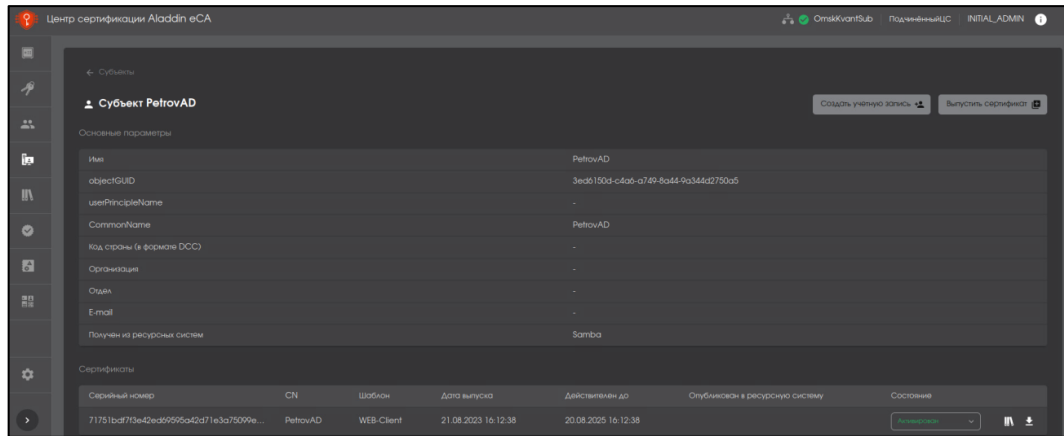 Центр сертификации Aladdin eCA OmskKvantSub ПодчинённыйЦС INITIAL_ADMIN
← Субъекты
Субъект PetrovAD Создать учетную запись Выпустить сертификат
Основные параметры
Имя PetrovAD
objectGUID 3ed6150d-c4a6-a749-8a44-9a344d2750a5
userPrincipleName -
CommonName PetrovAD
Код страны (в формате DCC) -
Организация -
Отдел -
E-mail -
Получен из ресурсных систем Samba
Сертификаты
Серийный номер CN Шаблон Дата выпуска Действителен до Опубликован в ресурсную систему Состояние
71751bdf7f3e42ed69595a42d71e3a75099e... PetrovAD WEB-Client 21.08.2023 16:12:38 20.08.2025 16:12:38 Активирован